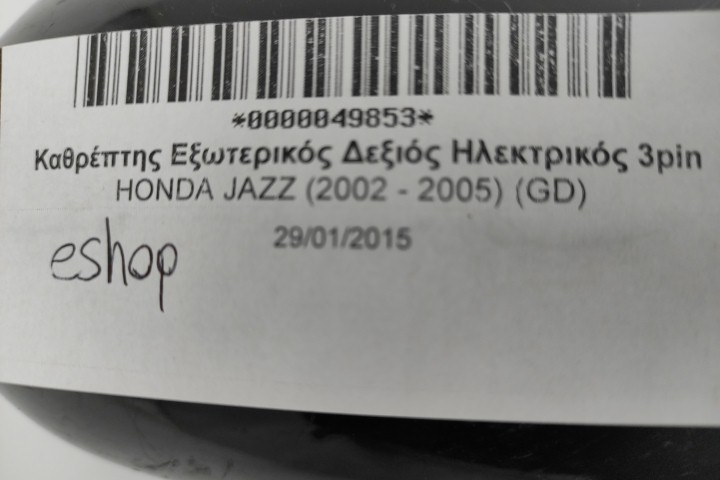 *0000049853*
Καθρέπτης Εξωτερικός Δεξιός Ηλεκτρικός 3pin
HONDA JAZZ (2002 - 2005) (GD)
29/01/2015
eshop